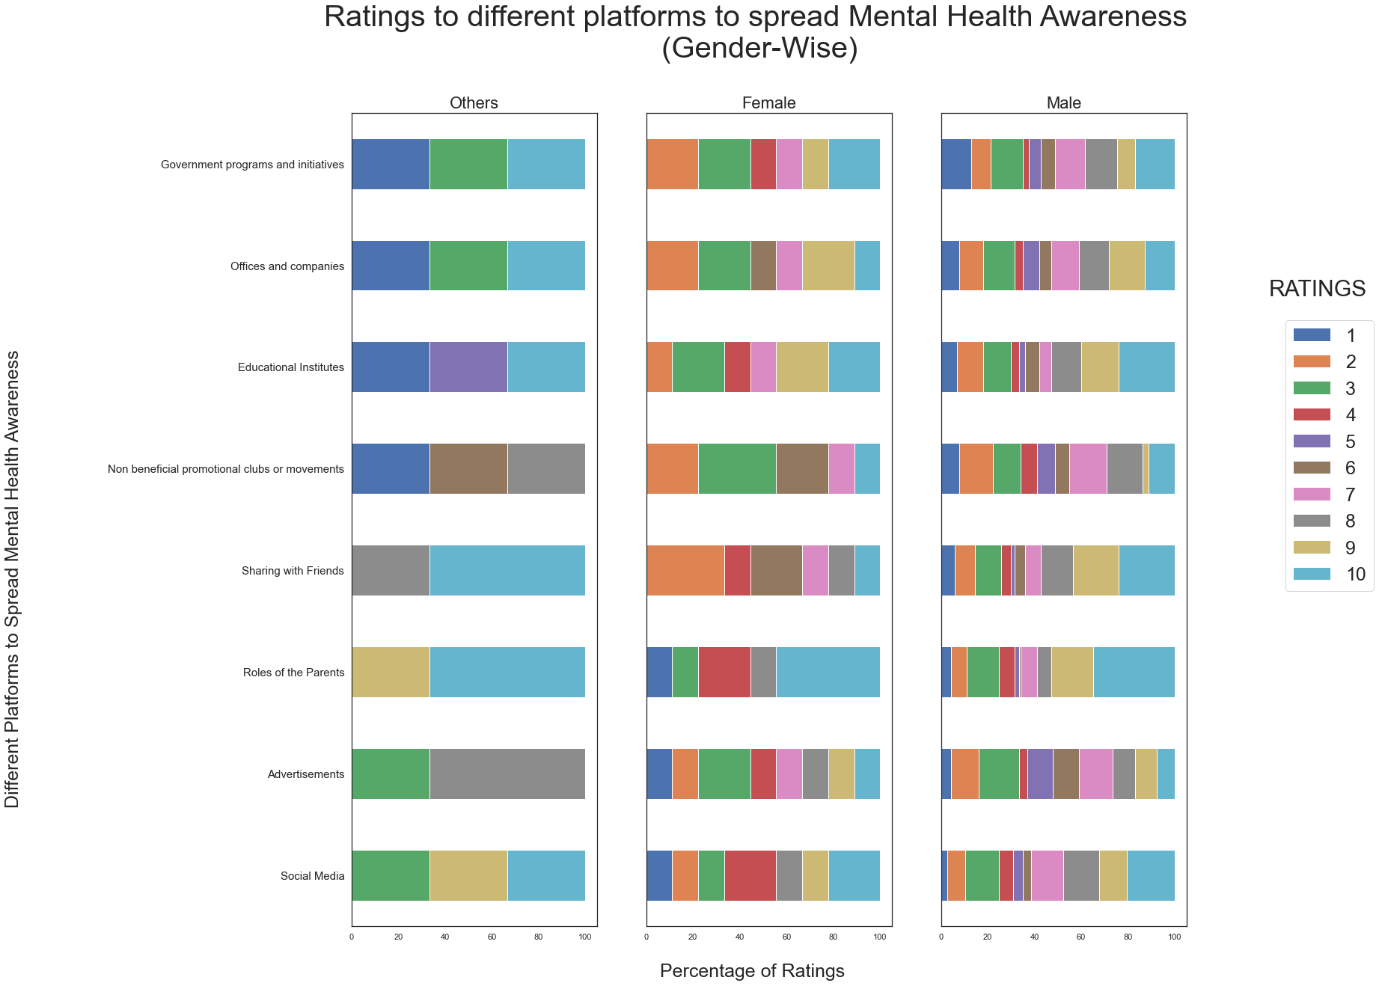 Ratings to different platforms to spread Mental Health Awareness
(Gender-Wise)
Others
Female
Male
Government programs and initiatives
Offices and companies
Educational Institutes
Non beneficial promotional clubs or movements
Sharing with Friends
Roles of the Parents
Advertisements
Social Media
Different Platforms to Spread Mental Health Awareness
0 20 40 60 80 100
0 20 40 60 80 100
0 20 40 60 80 100
Percentage of Ratings
RATINGS
1
2
3
4
5
6
7
8
9
10